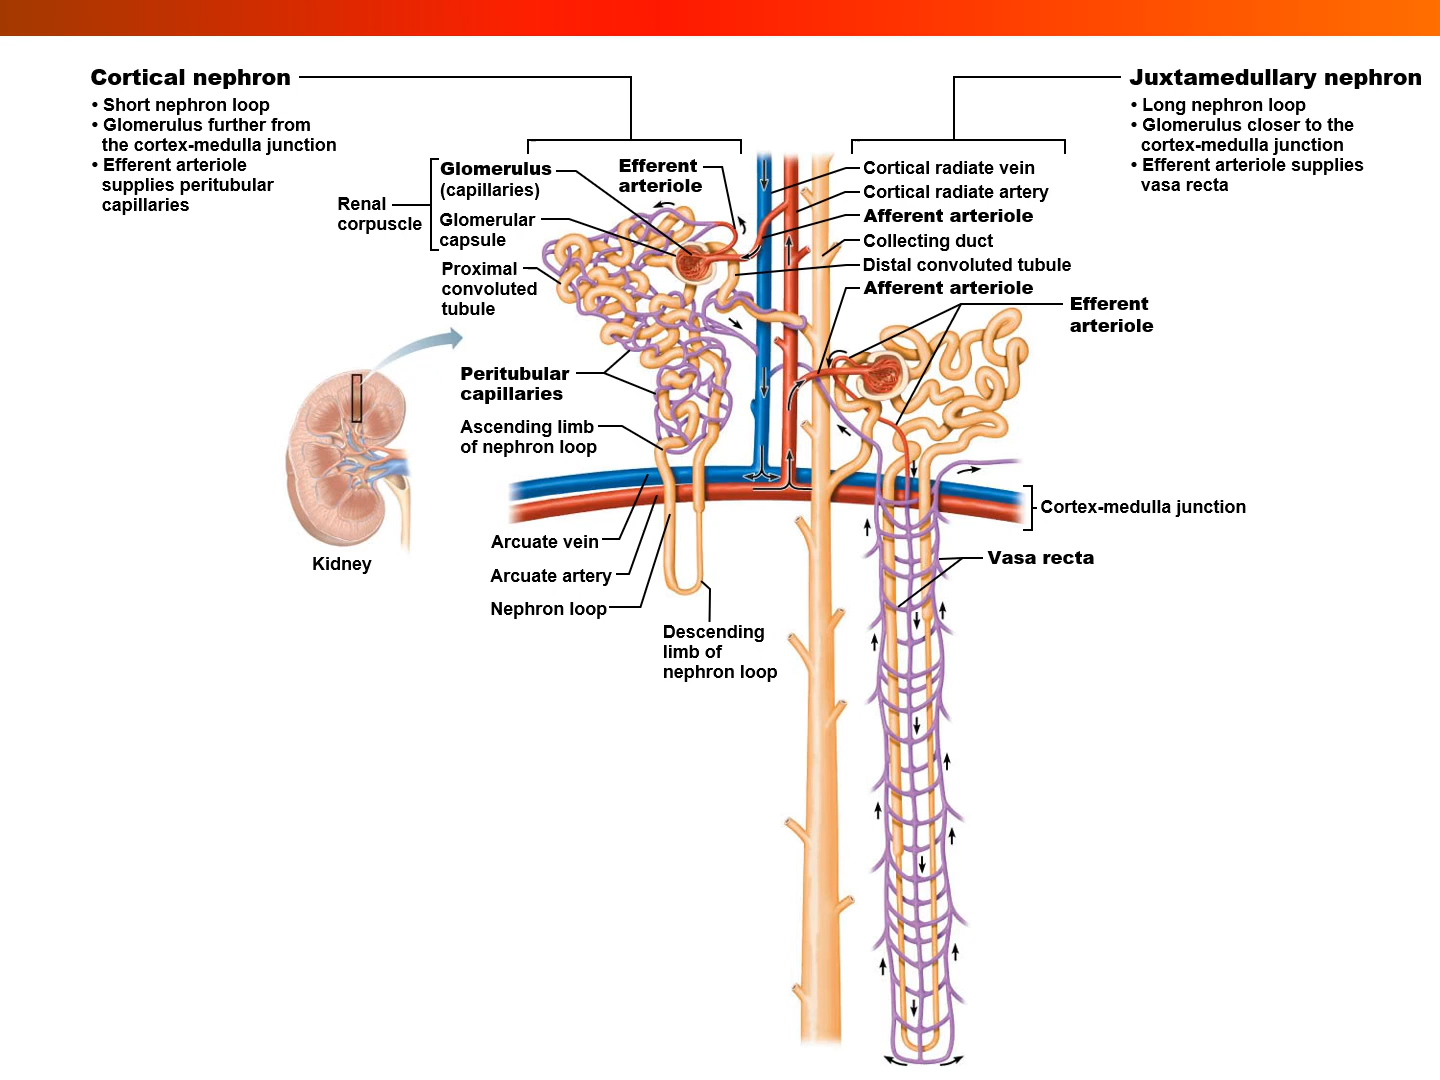 Cortical nephron
• Short nephron loop
• Glomerulus further from
the cortex-medulla junction
• Efferent arteriole
supplies peritubular
capillaries
Juxtamedullary nephron
• Long nephron loop
• Glomerulus closer to the
cortex-medulla junction
• Efferent arteriole supplies
vasa recta
Renal
corpuscle
Glomerulus
(capillaries)
Glomerular
capsule
Proximal
convoluted
tubule
Efferent
arteriole
Cortical radiate vein
Cortical radiate artery
Afferent arteriole
Collecting duct
Distal convoluted tubule
Afferent arteriole
Efferent
arteriole
Peritubular
capillaries
Ascending limb
of nephron loop
Kidney
Arcuate vein
Arcuate artery
Nephron loop
Descending
limb of
nephron loop
Cortex-medulla junction
Vasa recta